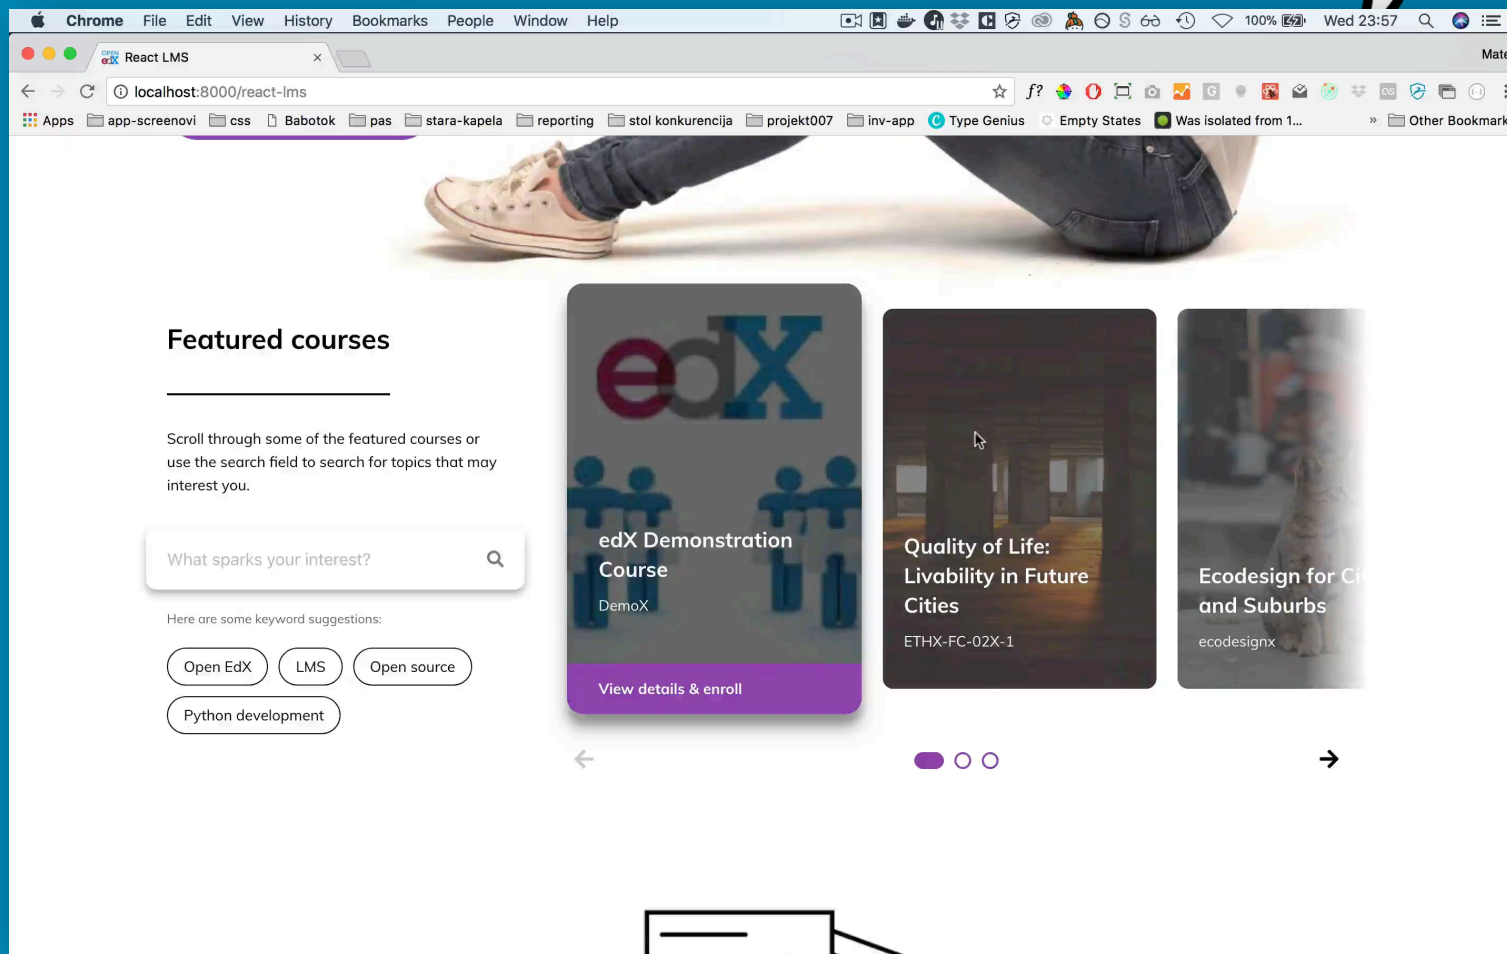 Chrome File Edit View History Bookmarks People Window Help 100% Wed 23:57
OPEN edX React LMS
Mate
localhost:8000/react-lms
f?
Apps app-screenovi css Babotok pas stara-kapela reporting stol konkurencija projekt007 inv-app Type Genius Empty States Was isolated from 1... » Other Bookmark
Featured courses
Scroll through some of the featured courses or
use the search field to search for topics that may
interest you.
What sparks your interest?
Here are some keyword suggestions:
Open EdX LMS Open source
Python development
edX
edX Demonstration
Course
DemoX
View details & enroll
Quality of Life:
Livability in Future
Cities
ETHX-FC-02X-1
Ecodesign for Ci
and Suburbs
ecodesignx